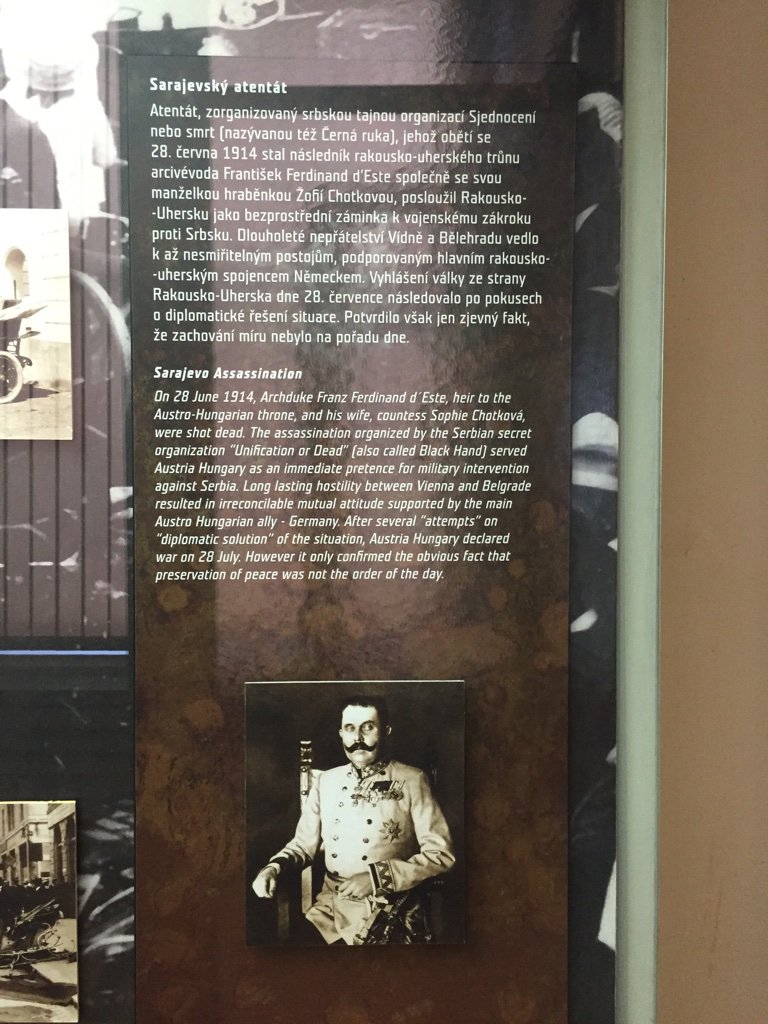 Sarajevský atentát
Atentát, zorganizovaný srbskou tajnou organizací Sjednocení
nebo smrt (nazývanou též Černá ruka), jehož obětí se
28. června 1914 stal následník rakousko-uherského trůnu
arcivévoda František Ferdinand d'Este společně se svou
manželkou hraběnkou Žofií Chotkovou, posloužil Rakousko-
-Uhersku jako bezprostřední záminka k vojenskému zákroku
proti Srbsku. Dlouholeté nepřátelství Vídně a Bělehradu vedlo
k až nesmiřitelným postojům, podporovaným hlavním rakousko-
-uherským spojencem Německem. Vyhlášení války ze strany
Rakousko-Uherska dne 28. července následovalo po pokusech
o diplomatické řešení situace. Potvrdilo však jen zjevný fakt,
že zachování míru nebylo na pořadu dne.
Sarajevo Assassination
On 28 June 1914, Archduke Franz Ferdinand d´Este, heir to the
Austro-Hungarian throne, and his wife, countess Sophie Chotková,
were shot dead. The assassination organized by the Serbian secret
organization "Unification or Dead" (also called Black Hand) served
Austria Hungary as an immediate pretence for military intervention
against Serbia. Long lasting hostility between Vienna and Belgrade
resulted in irreconcilable mutual attitude supported by the main
Austro Hungarian ally - Germany. After several "attempts" on
"diplomatic solution" of the situation, Austria Hungary declared
war on 28 July. However it only confirmed the obvious fact that
preservation of peace was not the order of the day.